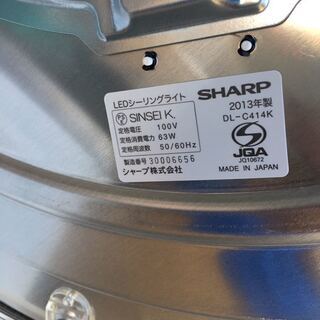 LEDシーリングライト
SHARP
SINSEI K.
2013年製
DL-C414K
定格電圧 100V
定格消費電力 63W
定格周波数 50/60Hz
製造番号 30006656
シャープ株式会社
JQA
JQ10672
MADE IN JAPAN